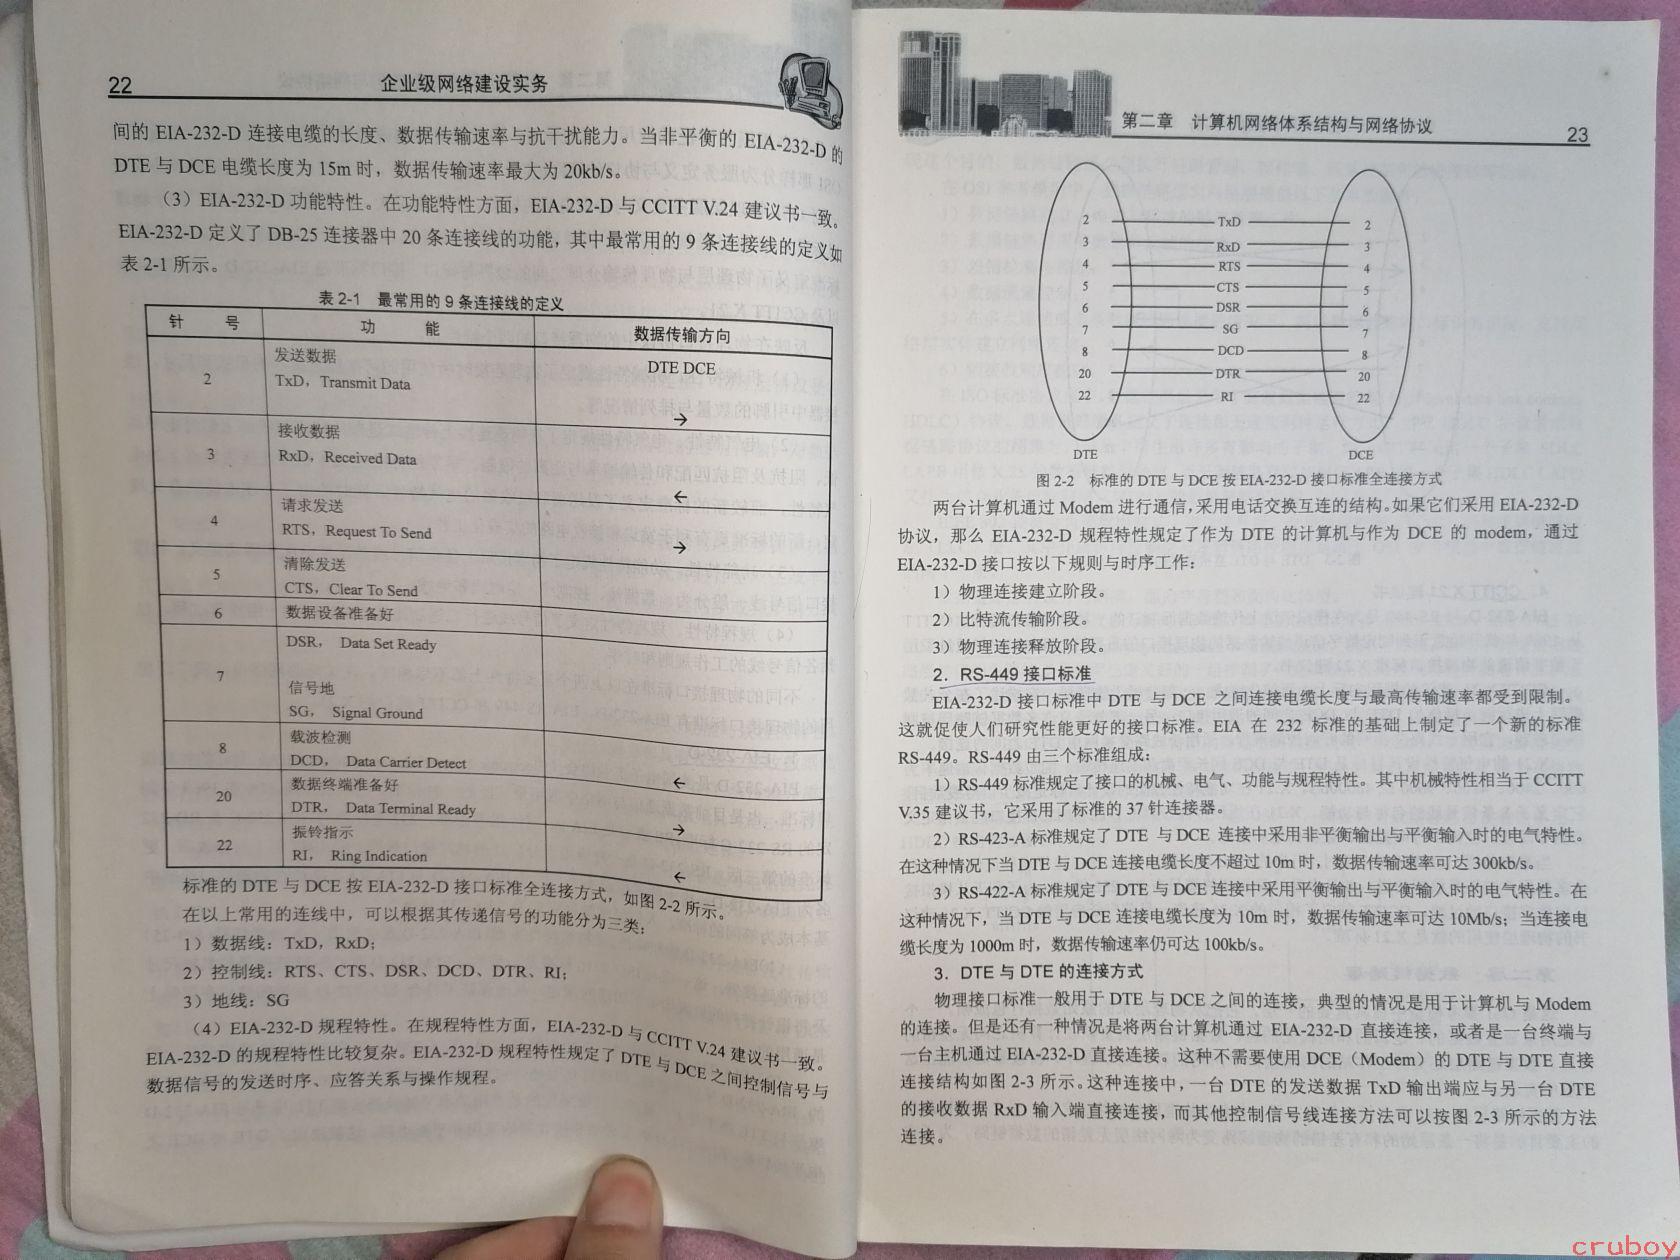 22
企业级网络建设实务
间的 EIA-232-D 连接电缆的长度、数据传输速率与抗干扰能力。当非平衡的 EIA-232-D 的
DTE 与 DCE 电缆长度为 15m 时，数据传输速率最大为 20kb/s。
（3）EIA-232-D 功能特性。在功能特性方面，EIA-232-D 与 CCITT V.24 建议书一致。
EIA-232-D 定义了 DB-25 连接器中 20 条连接线的功能，其中最常用的 9 条连接线的定义如
表 2-1 所示。
表 2-1 最常用的 9 条连接线的定义
针 号 功 能 数据传输方向
DTE DCE
2 发送数据
TxD，Transmit Data
→
3 接收数据
RxD，Received Data
←
4 请求发送
RTS，Request To Send
→
5 清除发送
CTS，Clear To Send
6 数据设备准备好
DSR， Data Set Ready
7 信号地
SG， Signal Ground
8 载波检测
DCD， Data Carrier Detect
←
20 数据终端准备好
DTR， Data Terminal Ready
→
22 振铃指示
RI， Ring Indication
←
标准的 DTE 与 DCE 按 EIA-232-D 接口标准全连接方式，如图 2-2 所示。
在以上常用的连线中，可以根据其传递信号的功能分为三类：
1）数据线：TxD，RxD；
2）控制线：RTS、CTS、DSR、DCD、DTR、RI；
3）地线：SG
（4）EIA-232-D 规程特性。在规程特性方面，EIA-232-D 与 CCITT V.24 建议书一致。
EIA-232-D 的规程特性比较复杂。EIA-232-D 规程特性规定了 DTE 与 DCE 之间控制信号与
数据信号的发送时序、应答关系与操作规程。
第二章 计算机网络体系结构与网络协议
23
2 TxD 2
3 RxD 3
4 RTS 4
5 CTS 5
6 DSR 6
7 SG 7
8 DCD 8
20 DTR 20
22 RI 22
DTE DCE
图 2-2 标准的 DTE 与 DCE 按 EIA-232-D 接口标准全连接方式
两台计算机通过 Modem 进行通信，采用电话交换互连的结构。如果它们采用 EIA-232-D
协议，那么 EIA-232-D 规程特性规定了作为 DTE 的计算机与作为 DCE 的 modem，通过
EIA-232-D 接口按以下规则与时序工作：
1）物理连接建立阶段。
2）比特流传输阶段。
3）物理连接释放阶段。
2．RS-449 接口标准
EIA-232-D 接口标准中 DTE 与 DCE 之间连接电缆长度与最高传输速率都受到限制。
这就促使人们研究性能更好的接口标准。EIA 在 232 标准的基础上制定了一个新的标准
RS-449。RS-449 由三个标准组成：
1）RS-449 标准规定了接口的机械、电气、功能与规程特性。其中机械特性相当于 CCITT
V.35 建议书，它采用了标准的 37 针连接器。
2）RS-423-A 标准规定了 DTE 与 DCE 连接中采用非平衡输出与平衡输入时的电气特性。
在这种情况下当 DTE 与 DCE 连接电缆长度不超过 10m 时，数据传输速率可达 300kb/s。
3）RS-422-A 标准规定了 DTE 与 DCE 连接中采用平衡输出与平衡输入时的电气特性。在
这种情况下，当 DTE 与 DCE 连接电缆长度为 10m 时，数据传输速率可达 10Mb/s；当连接电
缆长度为 1000m 时，数据传输速率仍可达 100kb/s。
3．DTE 与 DTE 的连接方式
物理接口标准一般用于 DTE 与 DCE 之间的连接，典型的情况是用于计算机与 Modem
的连接。但是还有一种情况是将两台计算机通过 EIA-232-D 直接连接，或者是一台终端与
一台主机通过 EIA-232-D 直接连接。这种不需要使用 DCE（Modem）的 DTE 与 DTE 直接
连接结构如图 2-3 所示。这种连接中，一台 DTE 的发送数据 TxD 输出端应与另一台 DTE
的接收数据 RxD 输入端直接连接，而其他控制信号线连接方法可以按图 2-3 所示的方法
连接。
cruboy